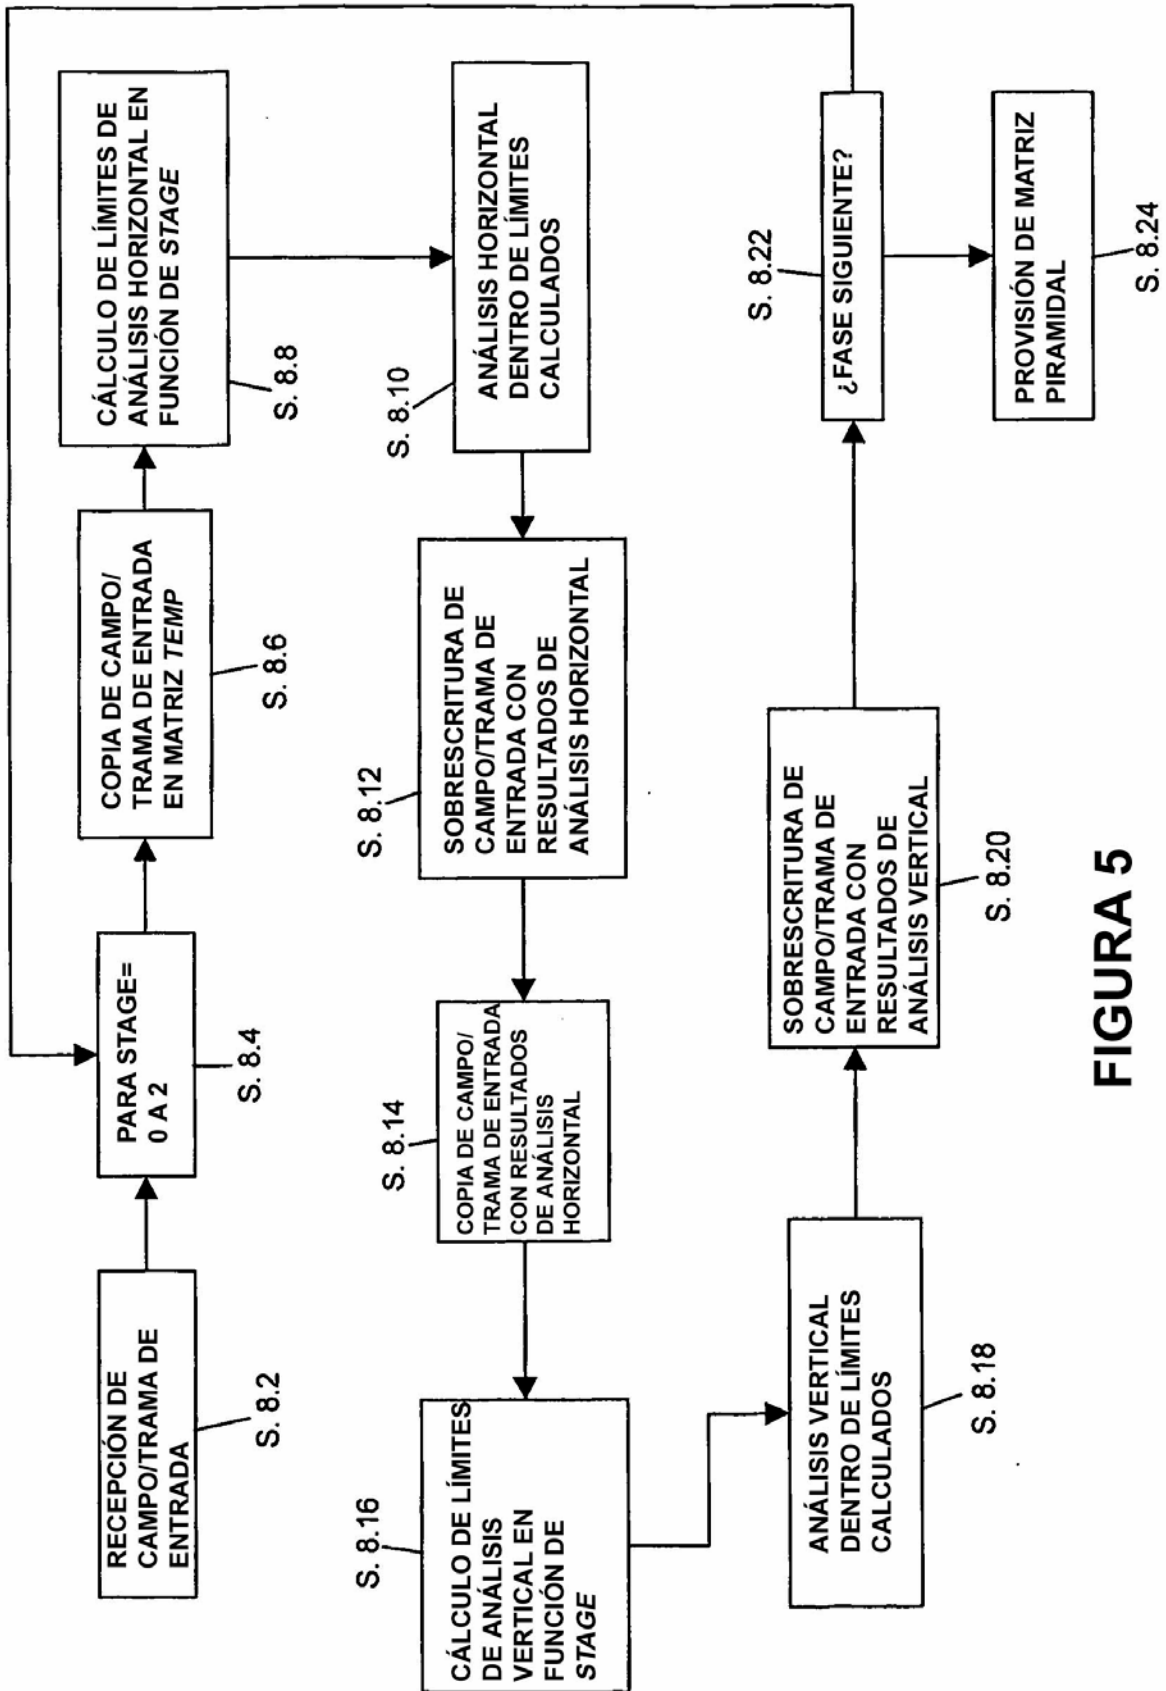 RECEPCIÓN DE
CAMPO/TRAMA DE
ENTRADA
S. 8.2
PARA STAGE=
0 A 2
S. 8.4
COPIA DE CAMPO/
TRAMA DE ENTRADA
EN MATRIZ TEMP
S. 8.6
CÁLCULO DE LÍMITES DE
ANÁLISIS HORIZONTAL EN
FUNCIÓN DE STAGE
S. 8.8
S. 8.10
ANÁLISIS HORIZONTAL
DENTRO DE LÍMITES
CALCULADOS
S. 8.12
SOBRESCRITURA DE
CAMPO/TRAMA DE
ENTRADA CON
RESULTADOS DE
ANÁLISIS HORIZONTAL
S. 8.14
COPIA DE CAMPO/
TRAMA DE ENTRADA
CON RESULTADOS
DE ANÁLISIS
HORIZONTAL
S. 8.16
CÁLCULO DE LÍMITES
DE ANÁLISIS
VERTICAL EN
FUNCIÓN DE
STAGE
ANÁLISIS VERTICAL
DENTRO DE LÍMITES
CALCULADOS
S. 8.18
SOBRESCRITURA DE
CAMPO/TRAMA DE
ENTRADA CON
RESULTADOS DE
ANÁLISIS VERTICAL
S. 8.20
S. 8.22
¿FASE SIGUIENTE?
PROVISIÓN DE MATRIZ
PIRAMIDAL
S. 8.24
FIGURA 5